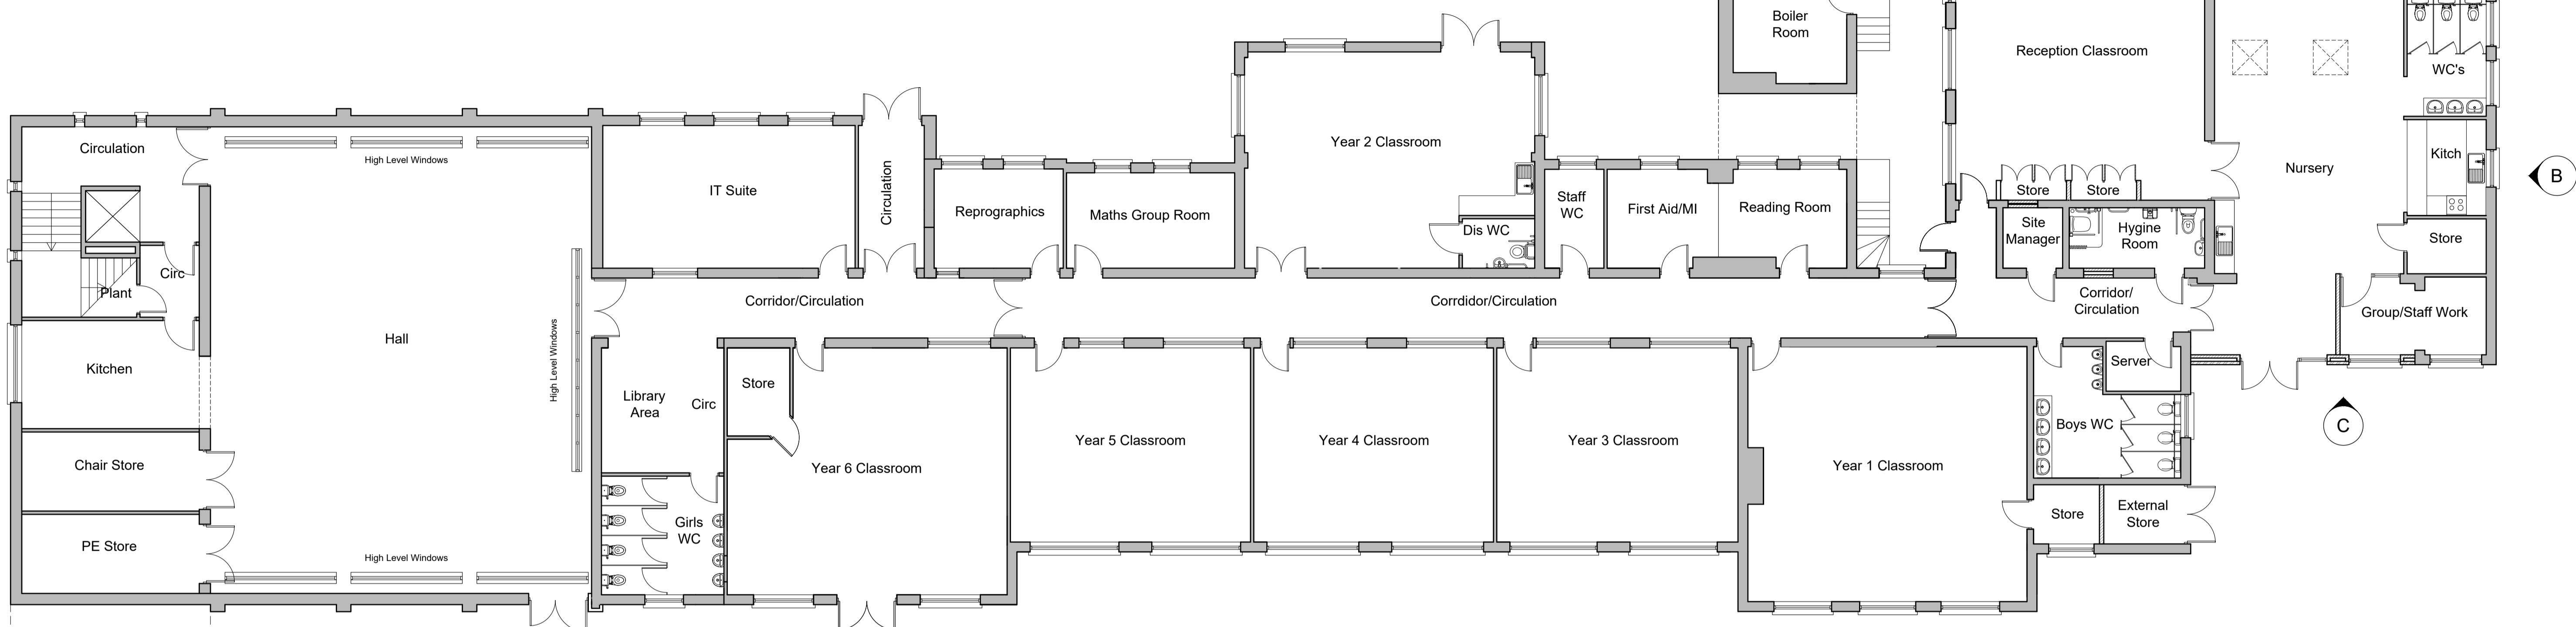 Boiler
Room
Reception Classroom
WC's
Circulation
High Level Windows
IT Suite
Circulation
Reprographics
Maths Group Room
Year 2 Classroom
Dis WC
Staff
WC
First Aid/MI
Reading Room
Store
Store
Site
Manager
Hygine
Room
Nursery
Kitch
Store
B
Circ
Plant
Kitchen
Hall
High Level Windows
Corridor/Circulation
Corrdidor/Circulation
Corridor/
Circulation
Group/Staff Work
Library
Area
Circ
Store
Year 6 Classroom
Year 5 Classroom
Year 4 Classroom
Year 3 Classroom
Year 1 Classroom
Server
Boys WC
C
Chair Store
PE Store
High Level Windows
Girls
WC
Store
External
Store